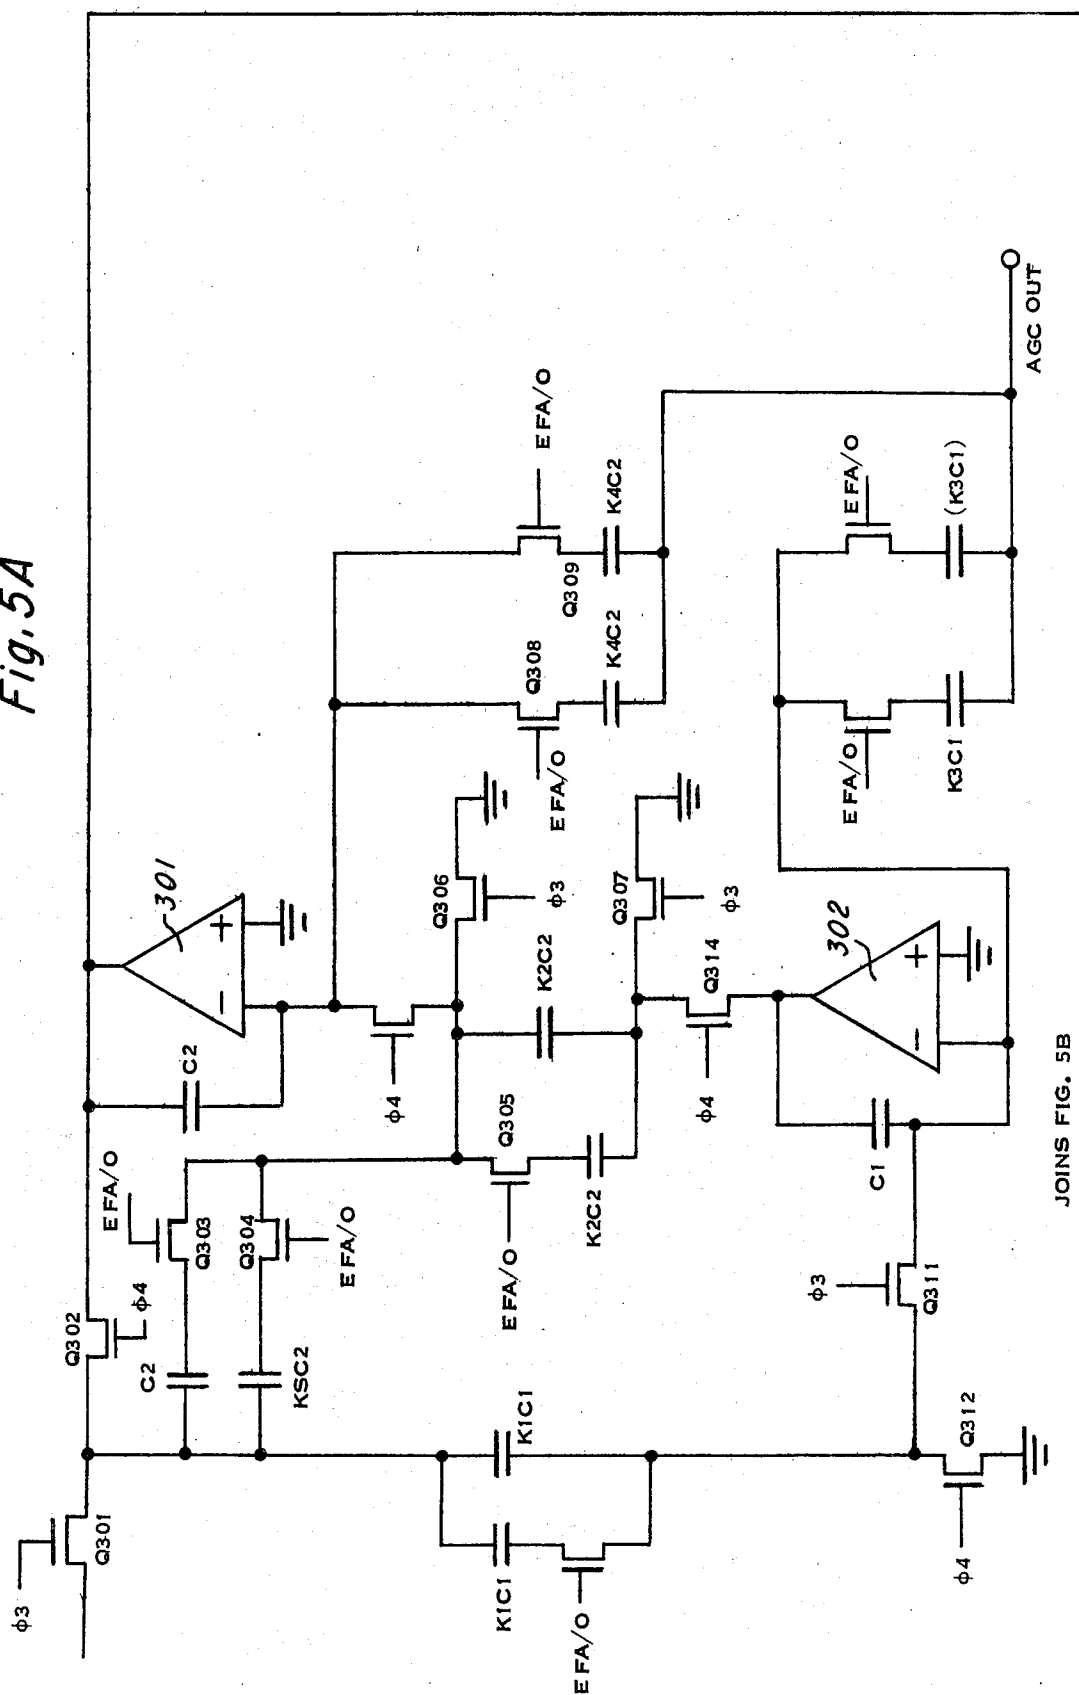 Fig. 5A
φ3
Q301
Q302
φ4
EFA/O
Q303
C2
Q304
KSC2
EFA/O
C2
301
−
+
φ4
Q306
φ3
EFA/O
Q305
K2C2
K2C2
Q307
φ3
Q308
EFA/O
K4C2
Q309
EFA/O
K4C2
K1C1
K1C1
EFA/O
φ4
Q314
302
−
+
C1
φ3
Q311
Q312
φ4
EFA/O
K3C1
EFA/O
(K3C1)
AGC OUT
JOINS FIG. 5B